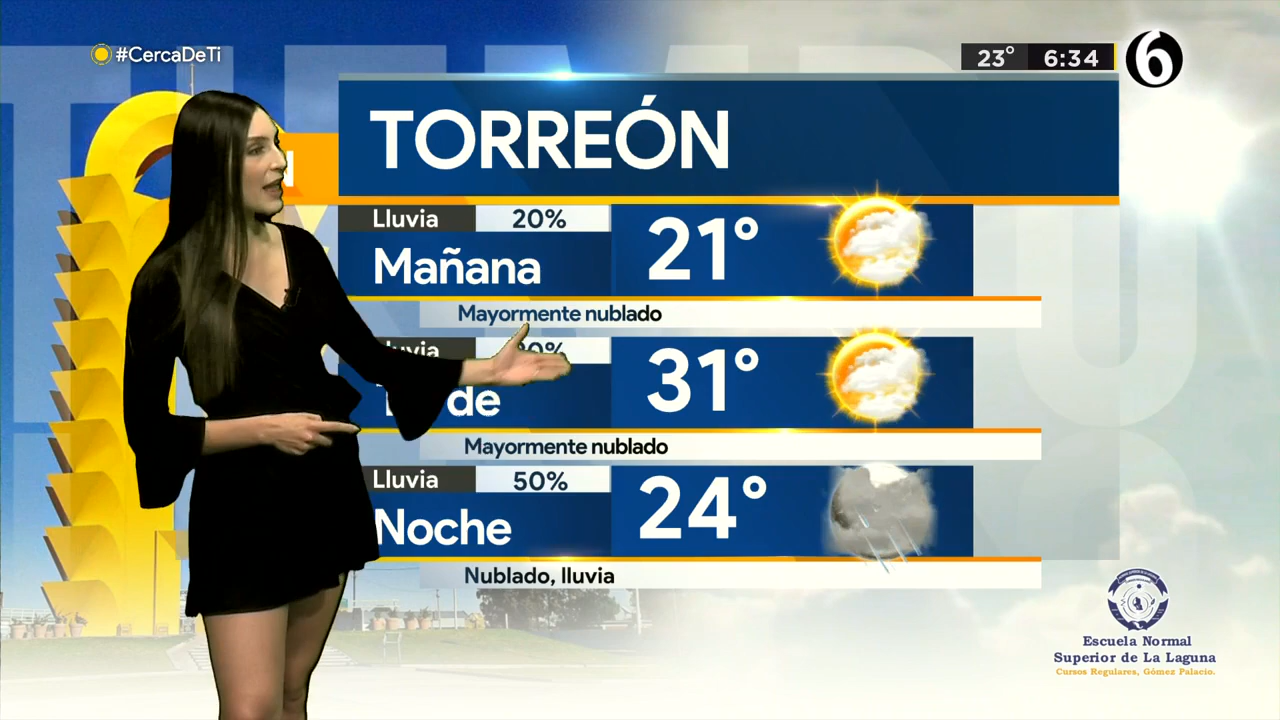 #CercaDeTi
23° 6:34 6
TORREÓN
Lluvia 20%
Mañana 21°
Mayormente nublado
31°
Mayormente nublado
Lluvia 50%
Noche 24°
Nublado, lluvia
Escuela Normal
Superior de La Laguna
Cursos Regulares, Gómez Palacio.